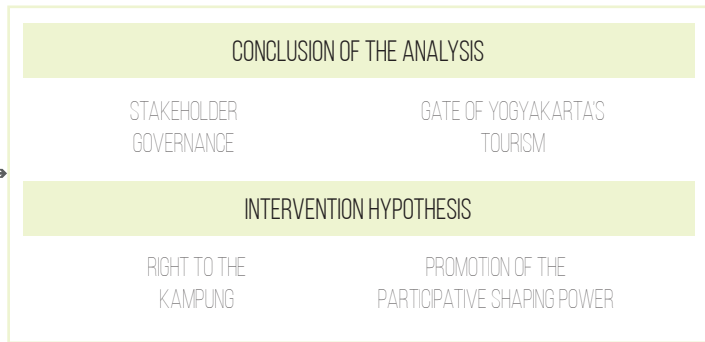 CONCLUSION OF THE ANALYSIS
STAKEHOLDER
GOVERNANCE
GATE OF YOGYAKARTA'S
TOURISM
INTERVENTION HYPOTHESIS
RIGHT TO THE
KAMPUNG
PROMOTION OF THE
PARTICIPATIVE SHAPING POWER